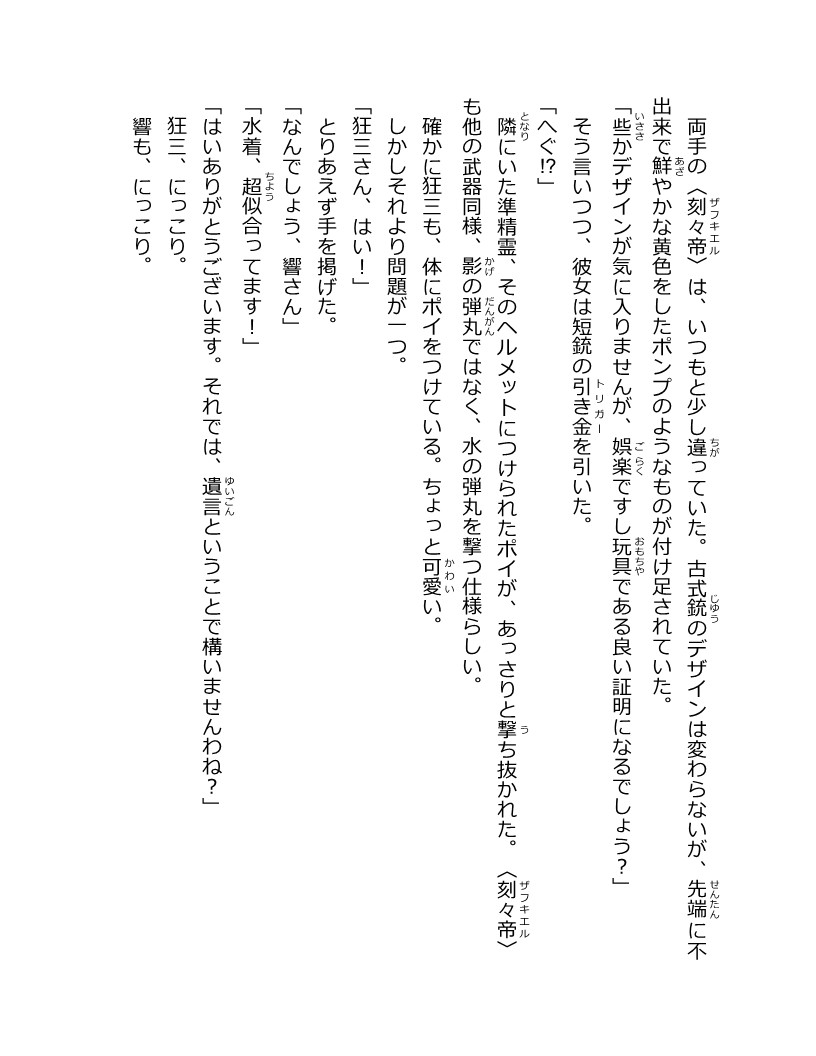 両手の〈刻々帝〉は、いつもと少し違っていた。古式銃のデザインは変わらないが、先端に不
出来で鮮やかな黄色をしたポンプのようなものが付け足されていた。
「些かデザインが気に入りませんが、娯楽ですし玩具である良い証明になるでしょう？」
そう言いつつ、彼女は短銃の引き金を引いた。
「へぐ!?」
隣にいた準精霊、そのヘルメットにつけられたポイが、あっさりと撃ち抜かれた。〈刻々帝〉
も他の武器同様、影の弾丸ではなく、水の弾丸を撃つ仕様らしい。
確かに狂三も、体にポイをつけている。ちょっと可愛い。
しかしそれより問題が一つ。
「狂三さん、はい！」
とりあえず手を掲げた。
「なんでしょう、響さん」
「水着、超似合ってます！」
「はいありがとうございます。それでは、遺言ということで構いませんわね？」
狂三、にっこり。
響も、にっこり。